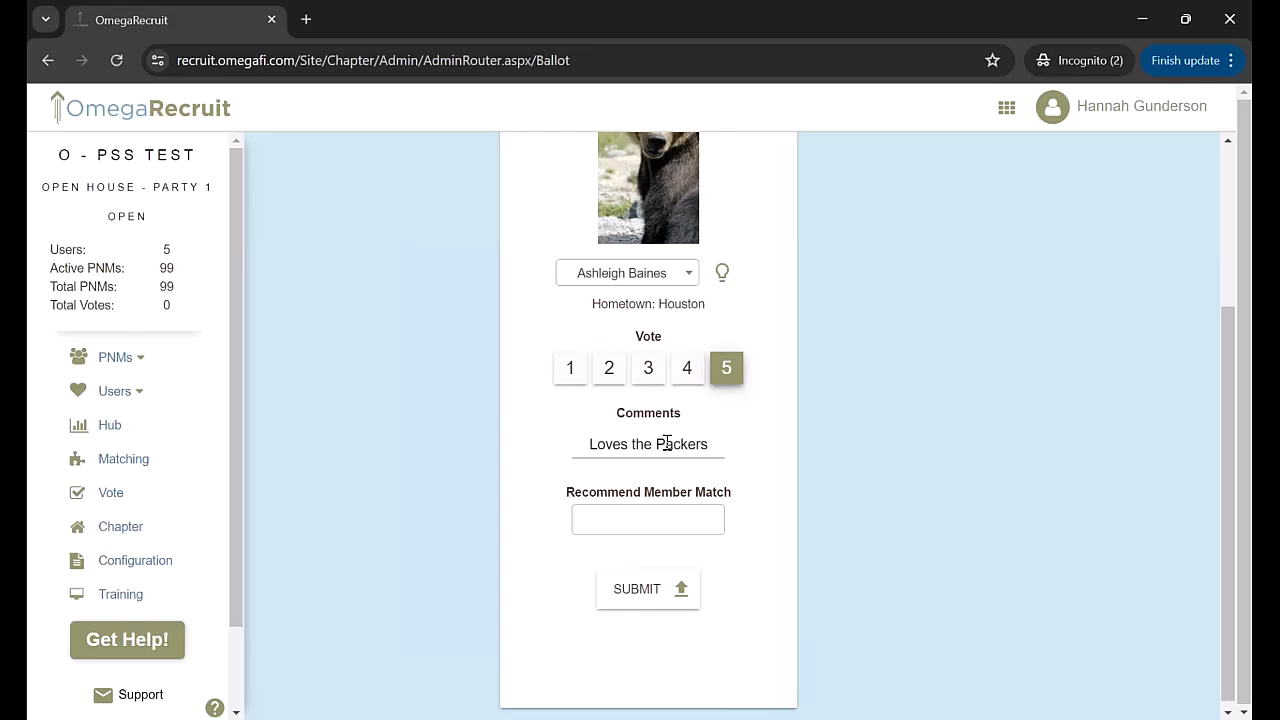 OmegaRecruit
recruit.omegafi.com/Site/Chapter/Admin/AdminRouter.aspx/Ballot
Incognito (2)
Finish update
OmegaRecruit
Hannah Gunderson
O - PSS TEST
OPEN HOUSE - PARTY 1
OPEN
Users: 5
Active PNMs: 99
Total PNMs: 99
Total Votes: 0
PNMs
Users
Hub
Matching
Vote
Chapter
Configuration
Training
Get Help!
Support
?
Ashleigh Baines
Hometown: Houston
Vote
1 2 3 4 5
Comments
Loves the Packers
Recommend Member Match
SUBMIT